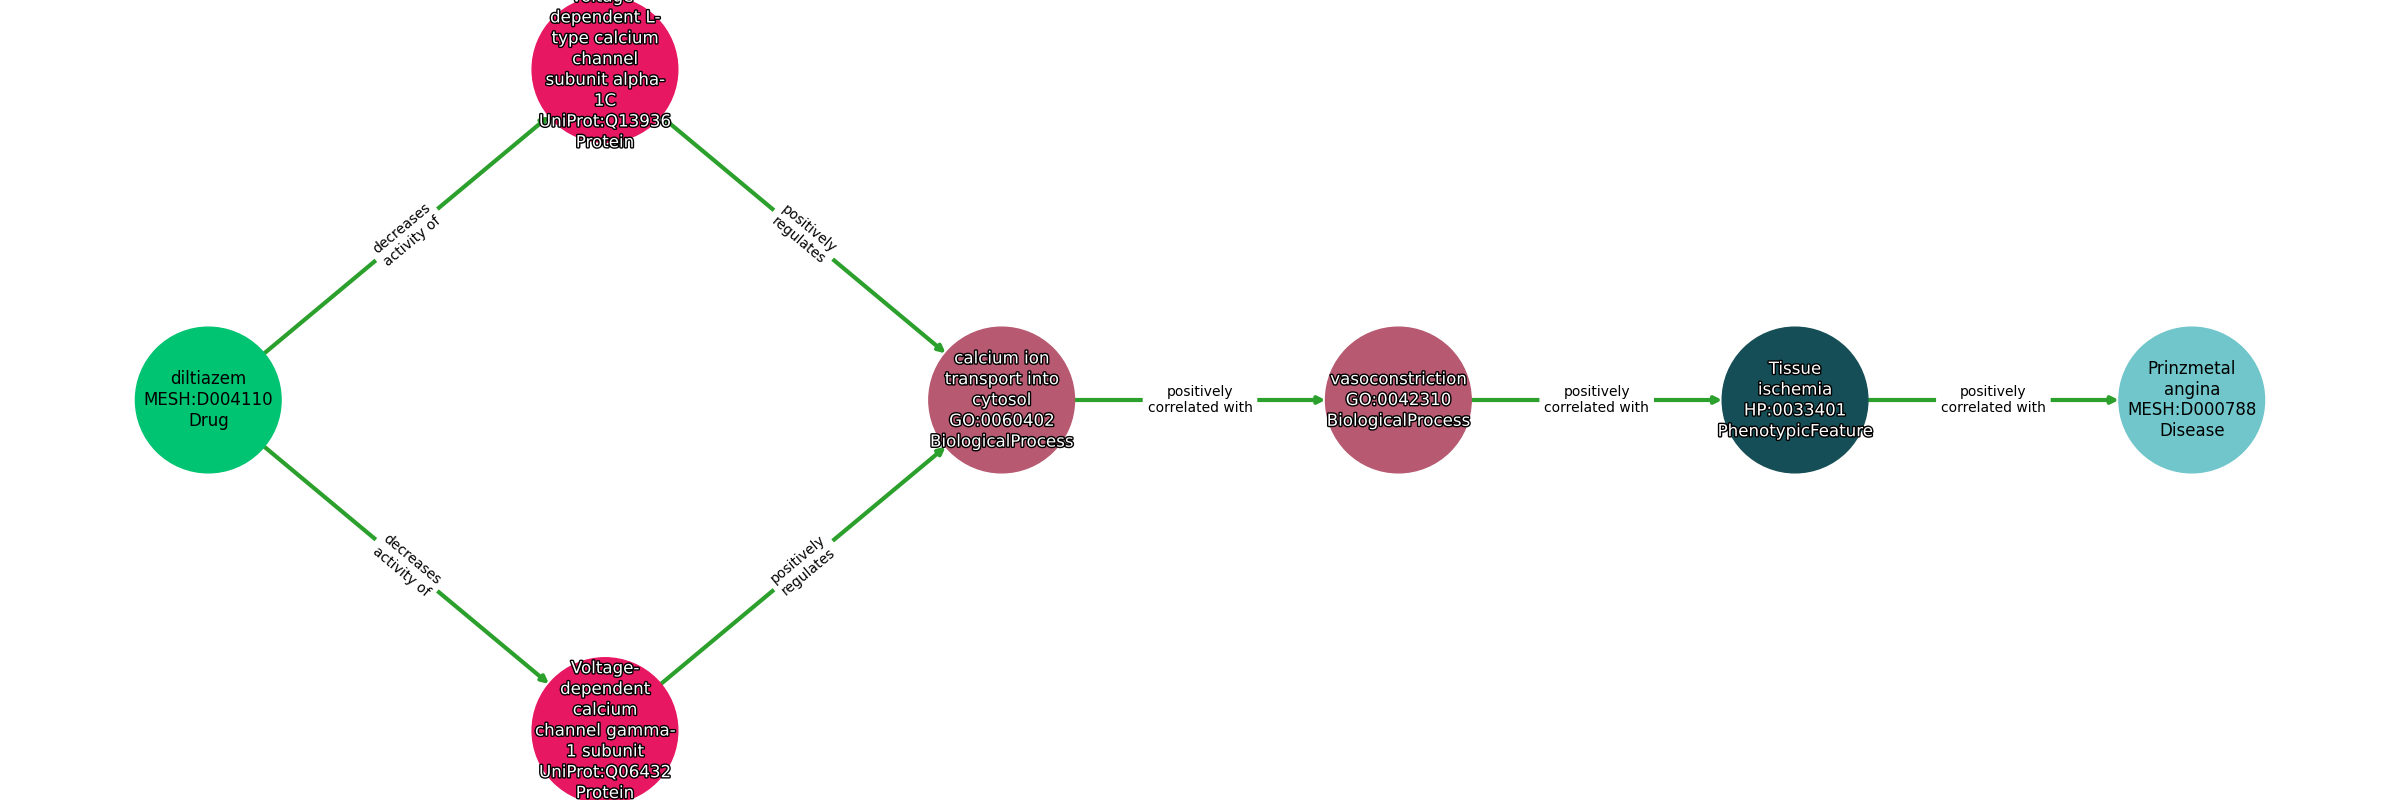 dependent L-
type calcium
channel
subunit alpha-
1C
UniProt:Q13936
Protein
decreases
activity of
positively
regulates
diltiazem
MESH:D004110
Drug
calcium ion
transport into
cytosol
GO:0060402
BiologicalProcess
positively
correlated with
vasoconstriction
GO:0042310
BiologicalProcess
positively
correlated with
Tissue
ischemia
HP:0033401
PhenotypicFeature
positively
correlated with
Prinzmetal
angina
MESH:D000788
Disease
decreases
activity of
positively
regulates
Voltage-
dependent
calcium
channel gamma-
1 subunit
UniProt:Q06432
Protein